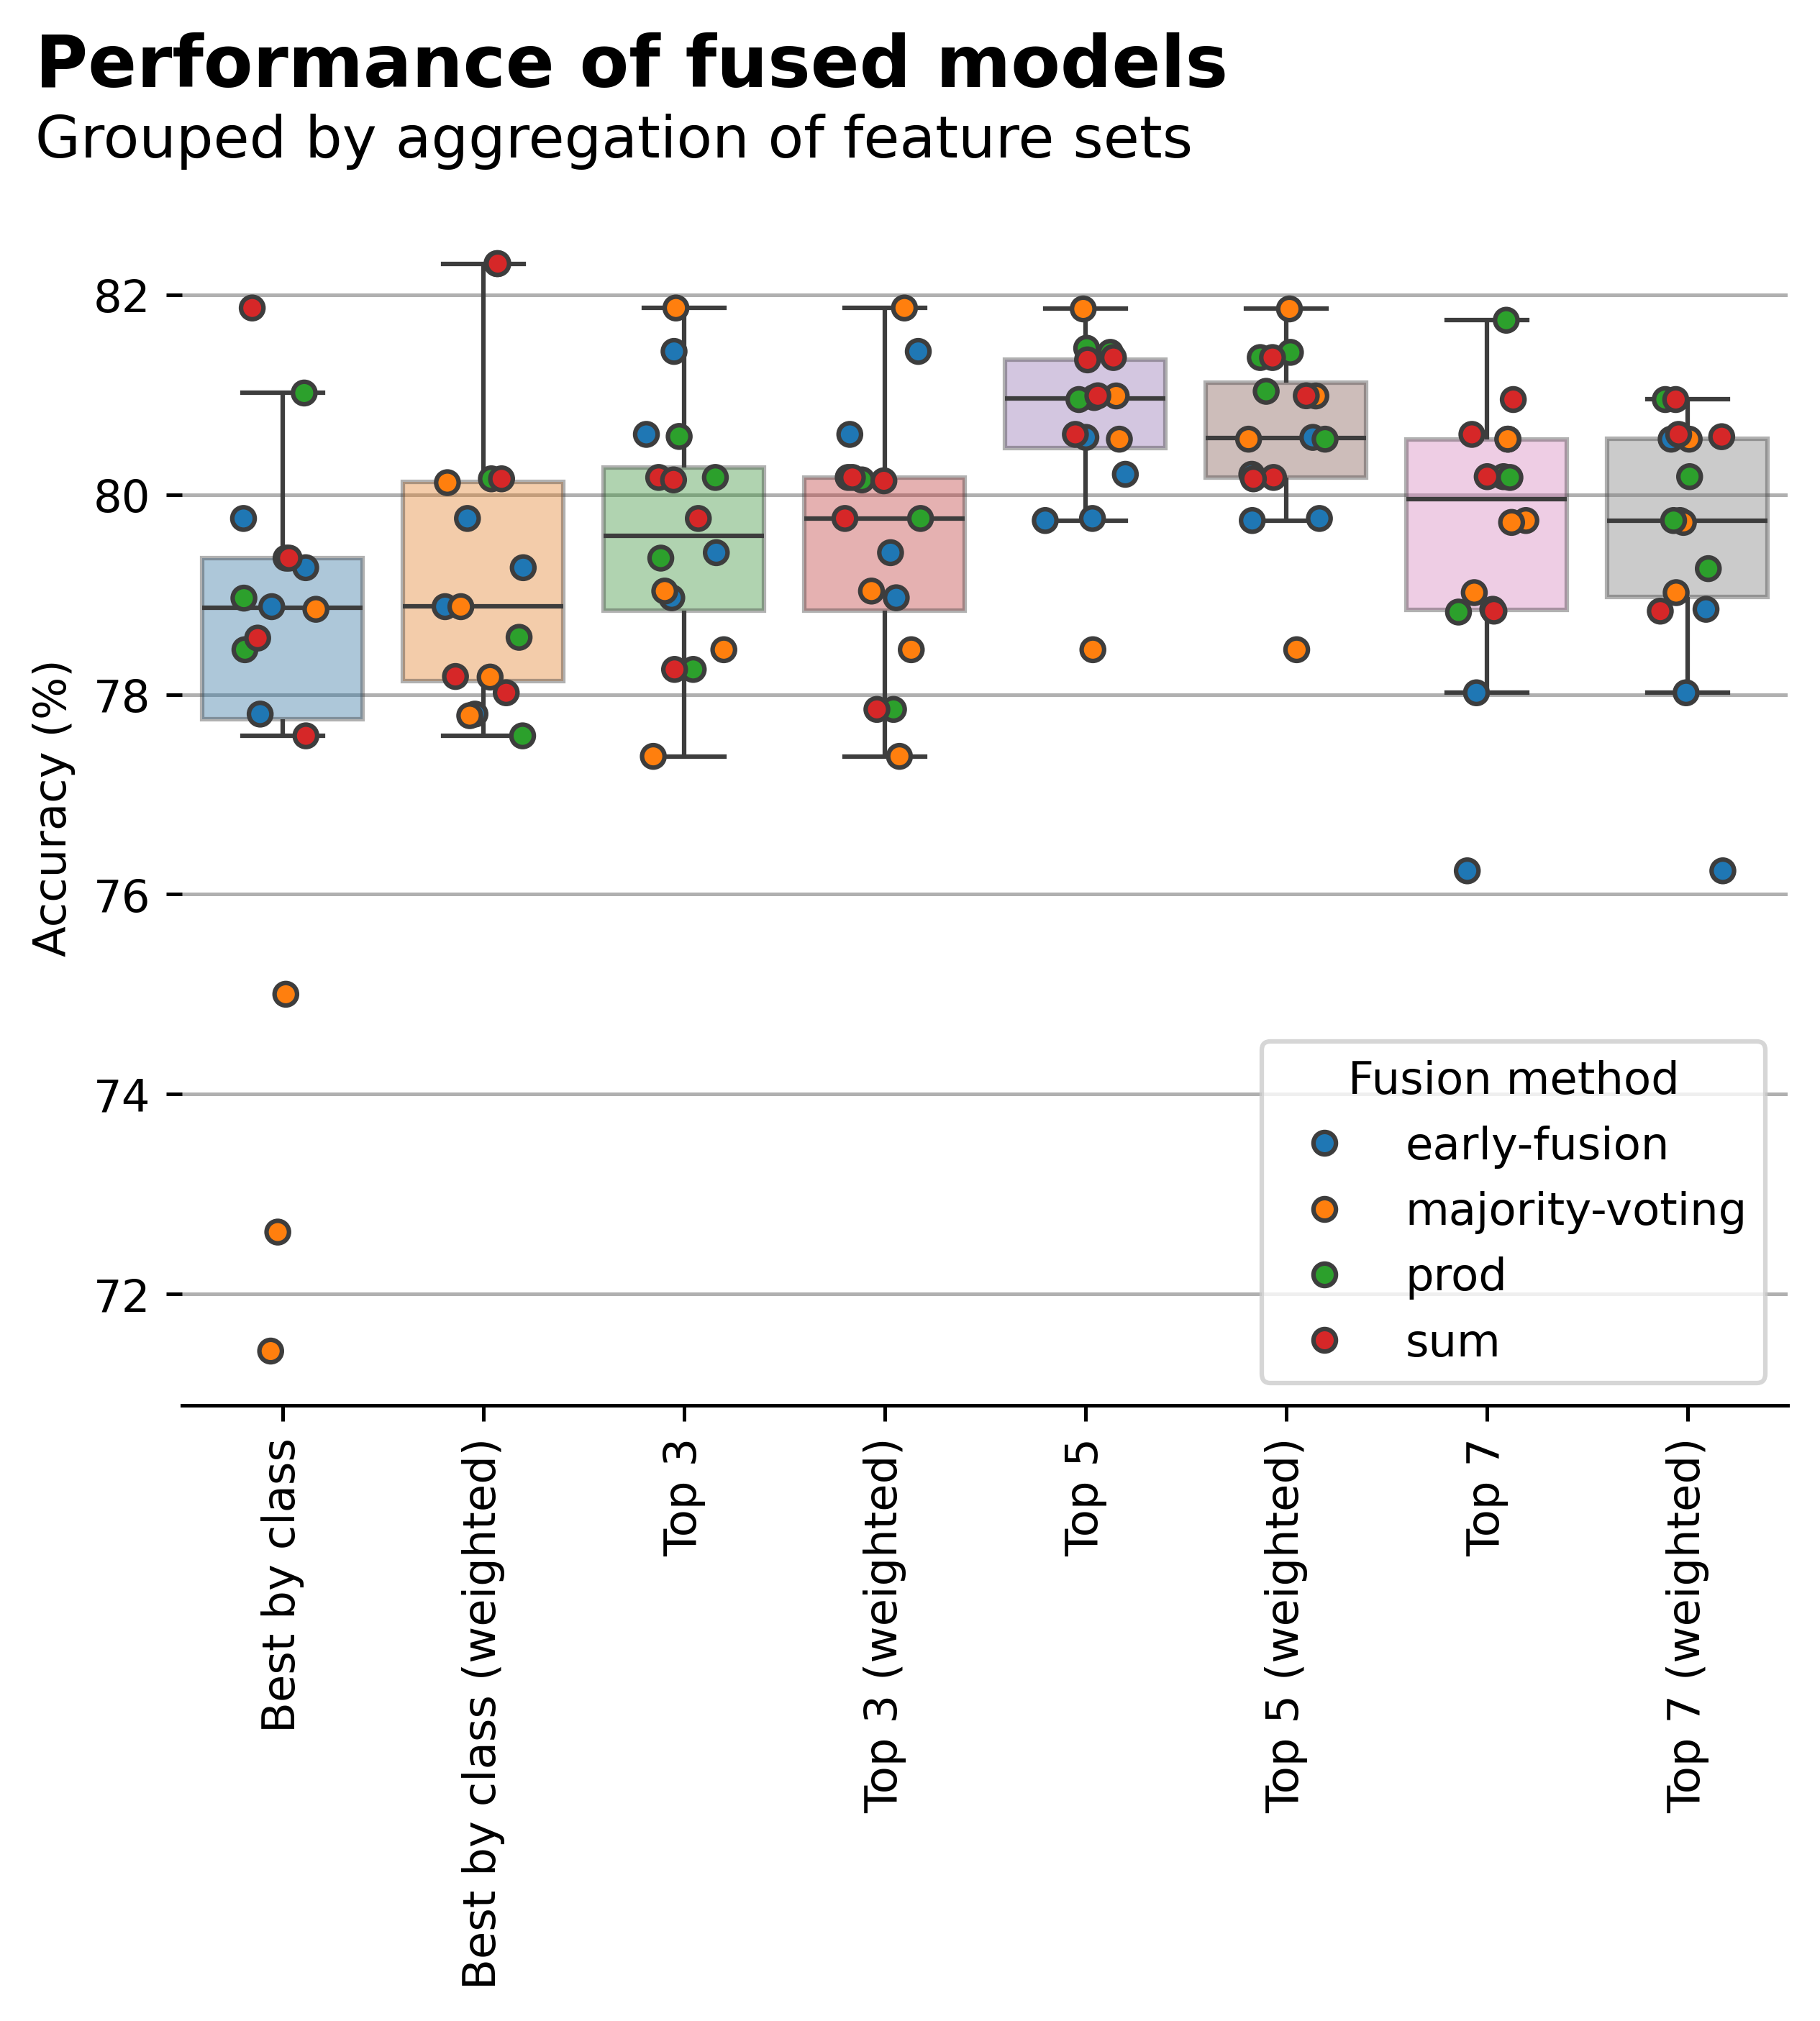 Performance of fused models
Grouped by aggregation of feature sets
Accuracy (%)
82
80
78
76
74
72
Fusion method
early-fusion
majority-voting
prod
sum
Best by class
Best by class (weighted)
Top 3
Top 3 (weighted)
Top 5
Top 5 (weighted)
Top 7
Top 7 (weighted)